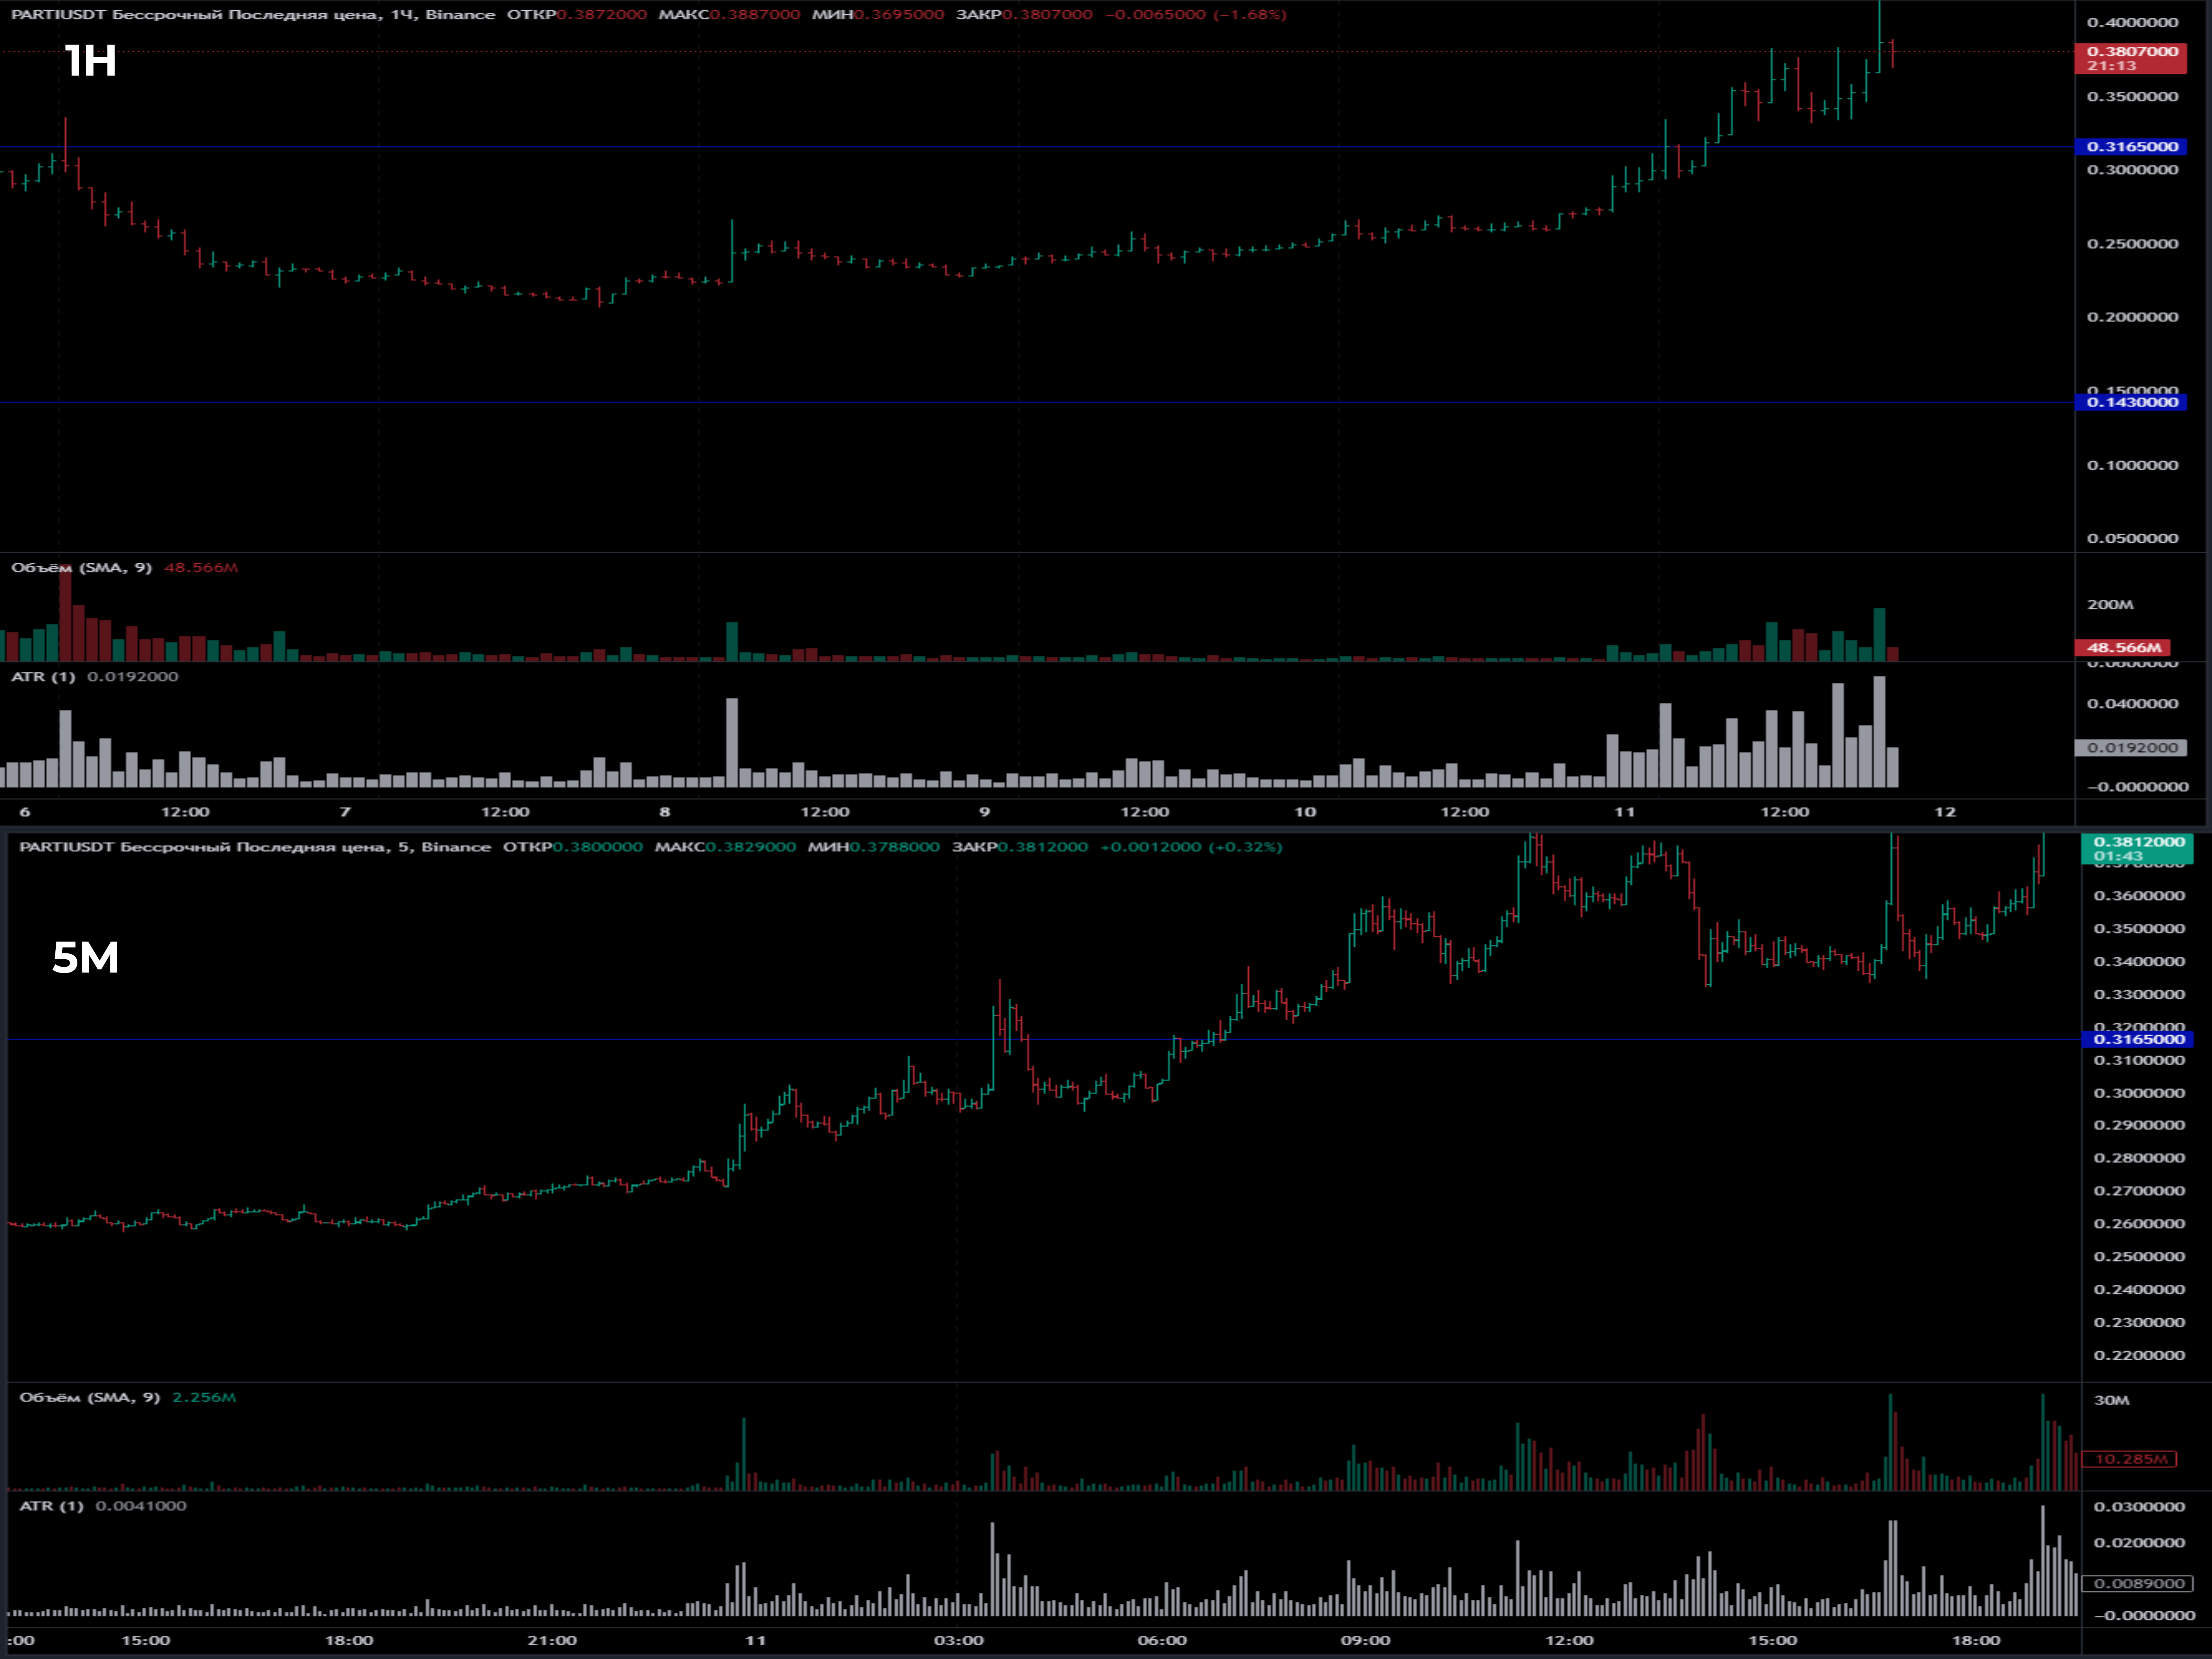 PARTIUSDT Бессрочный Последняя цена, 1Ч, Binance ОТКР0.3872000 МАКС0.3887000 МИН0.3695000 ЗАКР0.3807000 −0.0065000 (−1.68%)
1H
0.4000000
0.3807000
21:13
0.3500000
0.3165000
0.3000000
0.2500000
0.2000000
0.1500000
0.1430000
0.1000000
0.0500000
Объём (SMA, 9) 48.566M
200M
48.566M
0.0600000
ATR (1) 0.0192000
0.0400000
0.0192000
−0.0000000
6 12:00 7 12:00 8 12:00 9 12:00 10 12:00 11 12:00 12
PARTIUSDT Бессрочный Последняя цена, 5, Binance ОТКР0.3800000 МАКС0.3829000 МИН0.3788000 ЗАКР0.3812000 +0.0012000 (+0.32%)
5M
0.3812000
01:43
0.3700000
0.3600000
0.3500000
0.3400000
0.3300000
0.3200000
0.3165000
0.3100000
0.3000000
0.2900000
0.2800000
0.2700000
0.2600000
0.2500000
0.2400000
0.2300000
0.2200000
Объём (SMA, 9) 2.256M
30M
10.285M
ATR (1) 0.0041000
0.0300000
0.0200000
0.0089000
−0.0000000
:00 15:00 18:00 21:00 11 03:00 06:00 09:00 12:00 15:00 18:00